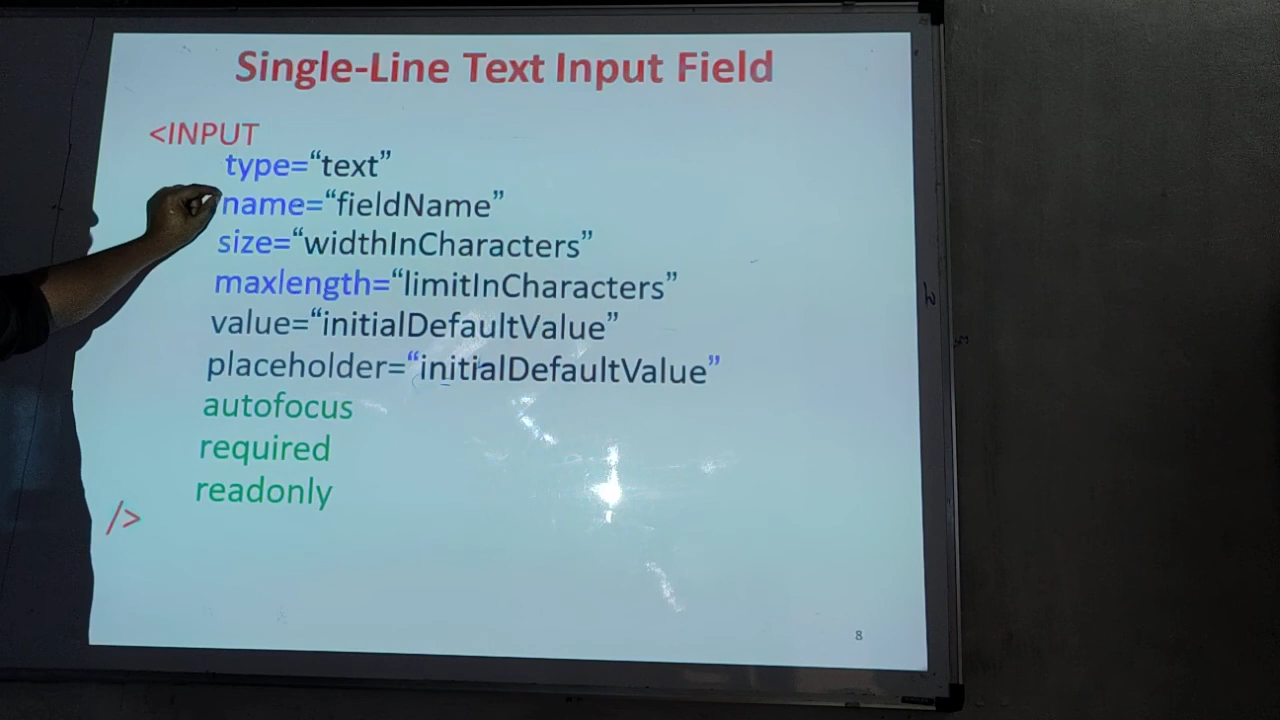 Single-Line Text Input Field
<INPUT
type=“text”
name=“fieldName”
size=“widthInCharacters”
maxlength=“limitInCharacters”
value=“initialDefaultValue”
placeholder=“initialDefaultValue”
autofocus
required
readonly
/>
8